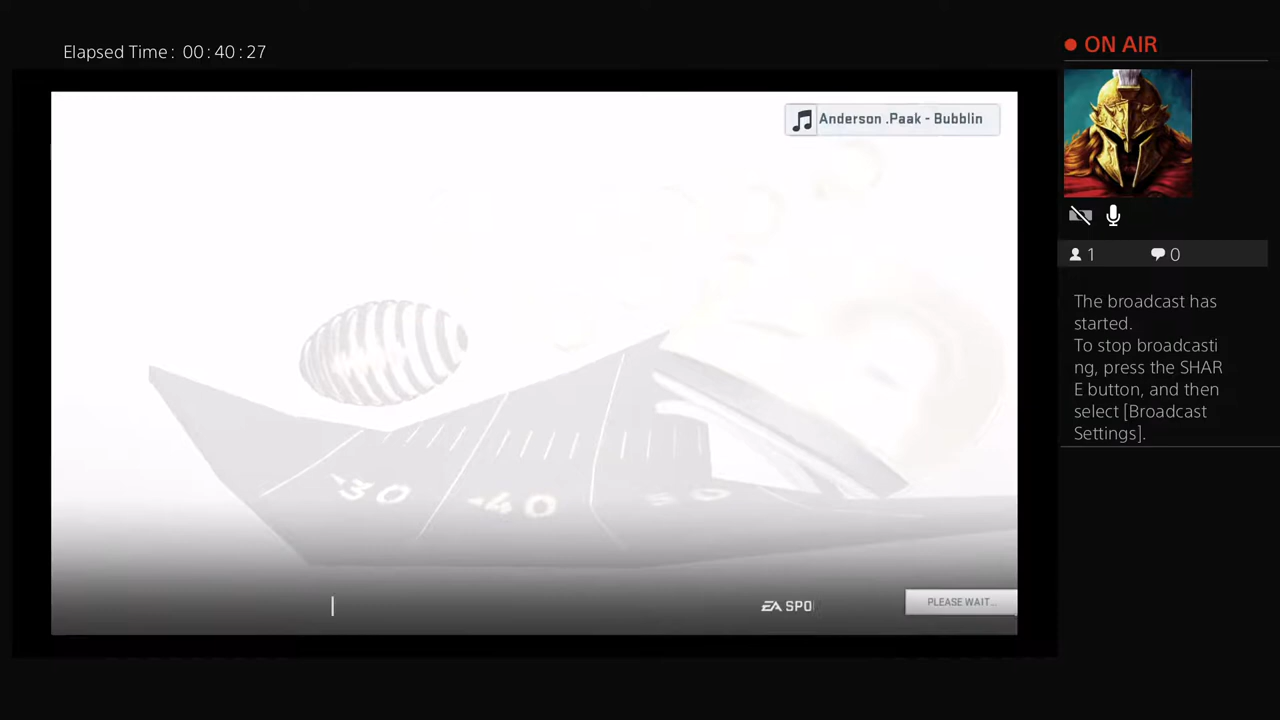 Elapsed Time: 00:40:27
ON AIR
Anderson .Paak - Bubblin
1
0
The broadcast has
started.
To stop broadcasti
ng, press the SHAR
E button, and then
select [Broadcast
Settings].
30
40
50
EA SPO
PLEASE WAIT...